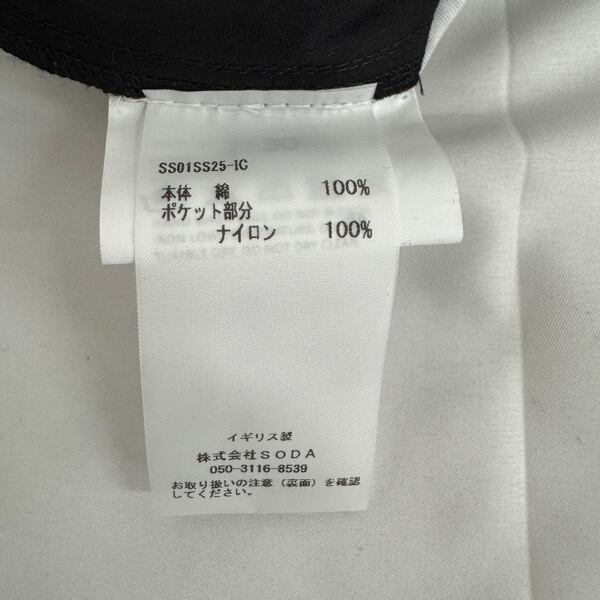 SS01SS25-IC
本体 綿 100%
ポケット部分
ナイロン 100%
イギリス製
株式会社SODA
050-3116-8539
お取り扱いの注意(裏面)を確認
してください。